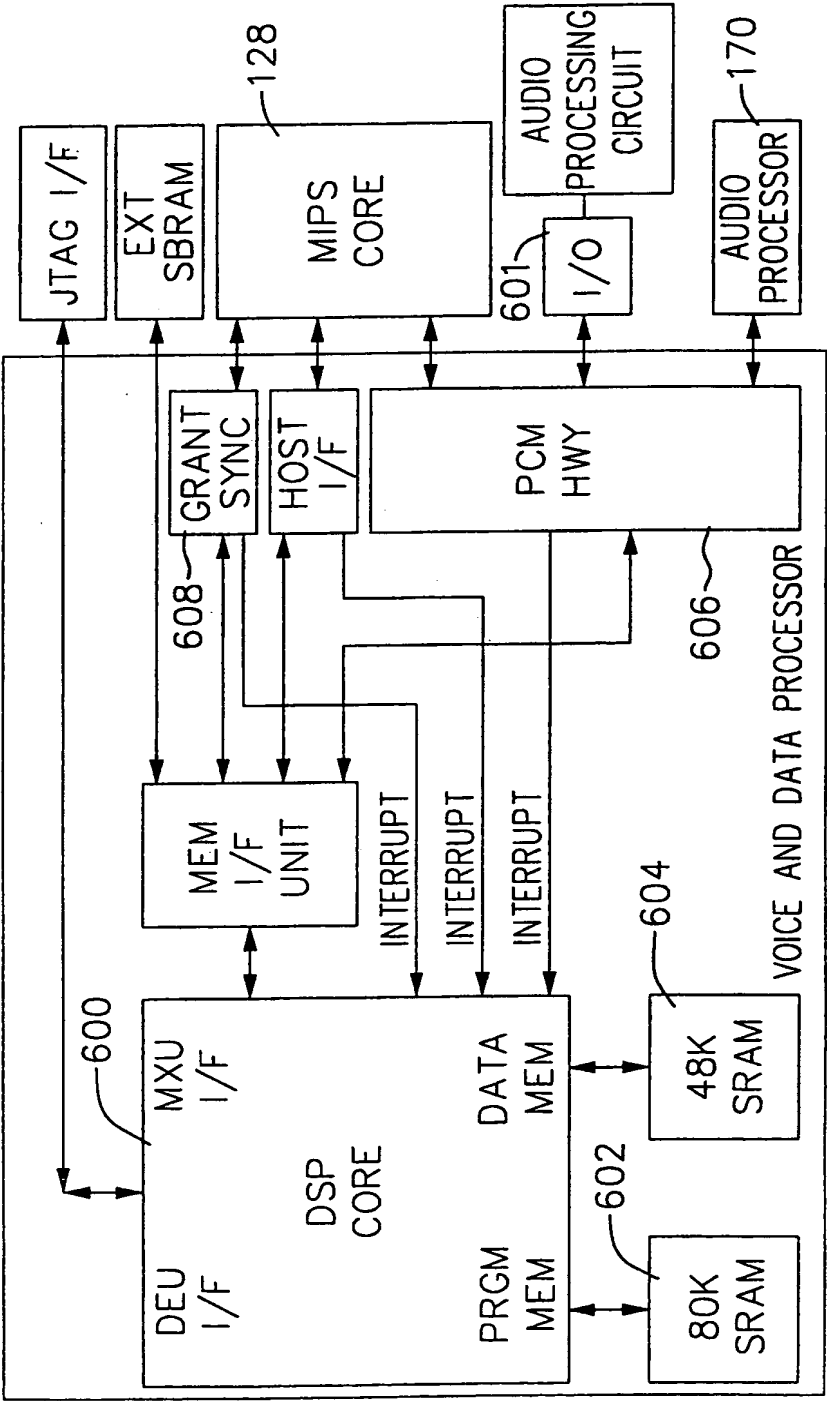 JTAG I/F
EXT
SBRAM
MIPS
CORE
128
AUDIO
PROCESSING
CIRCUIT
601
I/O
AUDIO
PROCESSOR
170
608
GRANT
SYNC
HOST
I/F
PCM
HWY
606
MEM
I/F
UNIT
INTERRUPT
INTERRUPT
INTERRUPT
600
DEU
I/F
MXU
I/F
DSP
CORE
PRGM
MEM
DATA
MEM
602
80K
SRAM
604
48K
SRAM
VOICE AND DATA PROCESSOR